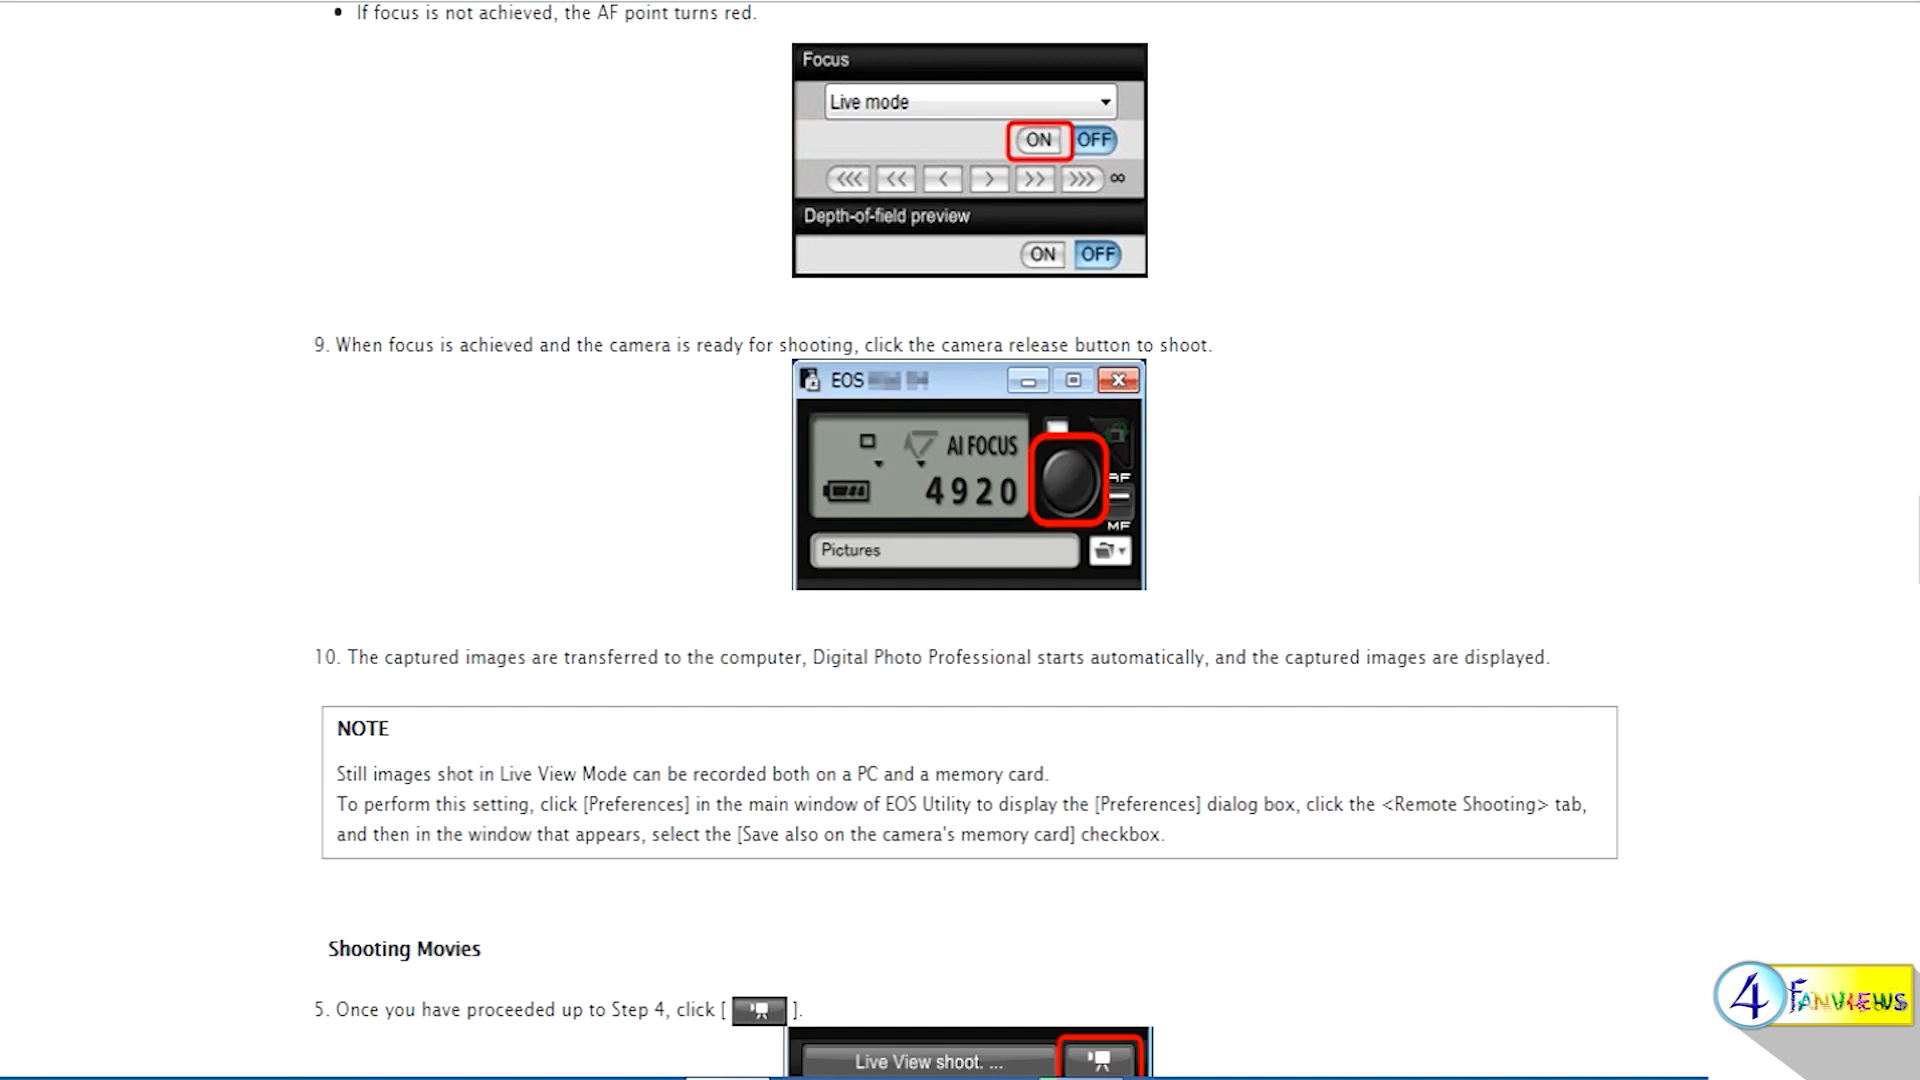 • If focus is not achieved, the AF point turns red.
Focus
Live mode
ON OFF
<<< << < > >> >>> ∞
Depth-of-field preview
ON OFF
9. When focus is achieved and the camera is ready for shooting, click the camera release button to shoot.
EOS
AI FOCUS
4920
AF
MF
Pictures
10. The captured images are transferred to the computer, Digital Photo Professional starts automatically, and the captured images are displayed.
NOTE
Still images shot in Live View Mode can be recorded both on a PC and a memory card.
To perform this setting, click [Preferences] in the main window of EOS Utility to display the [Preferences] dialog box, click the <Remote Shooting> tab,
and then in the window that appears, select the [Save also on the camera's memory card] checkbox.
Shooting Movies
5. Once you have proceeded up to Step 4, click [ ].
Live View shoot. ...
4 FANVIEWS